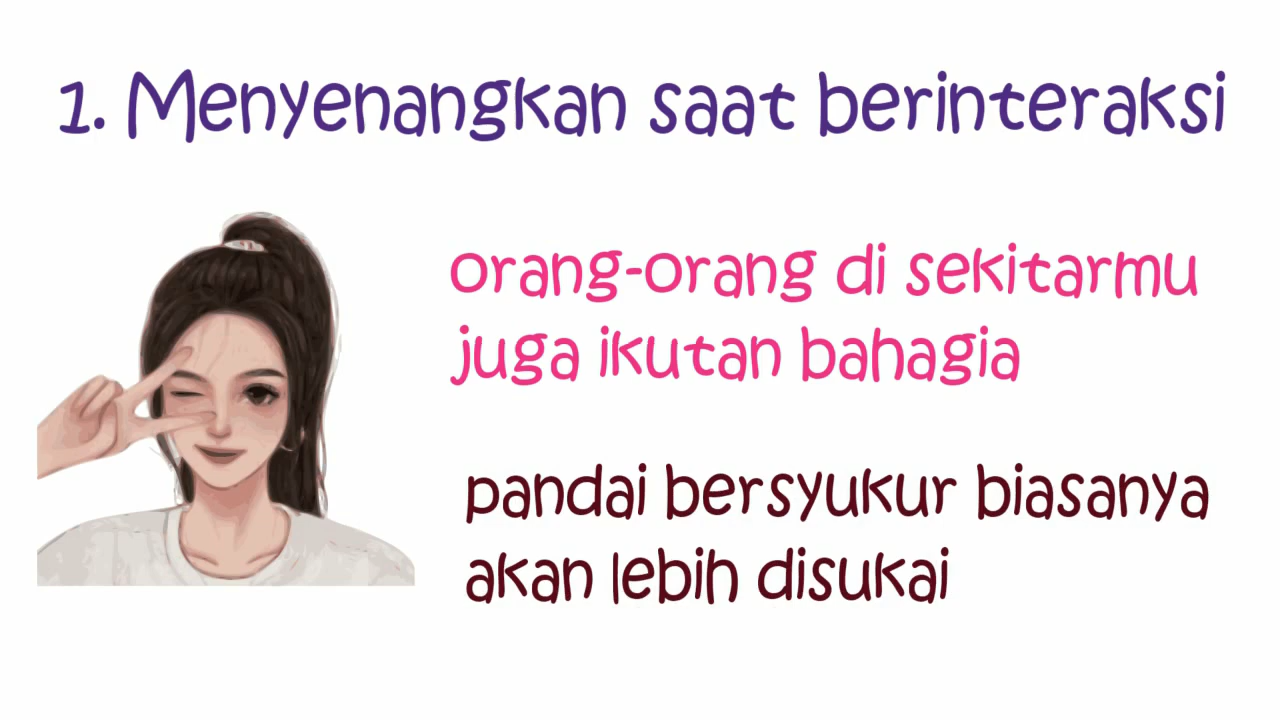 1. Menyenangkan saat berinteraksi
orang-orang di sekitarmu
juga ikutan bahagia
pandai bersyukur biasanya
akan lebih disukai